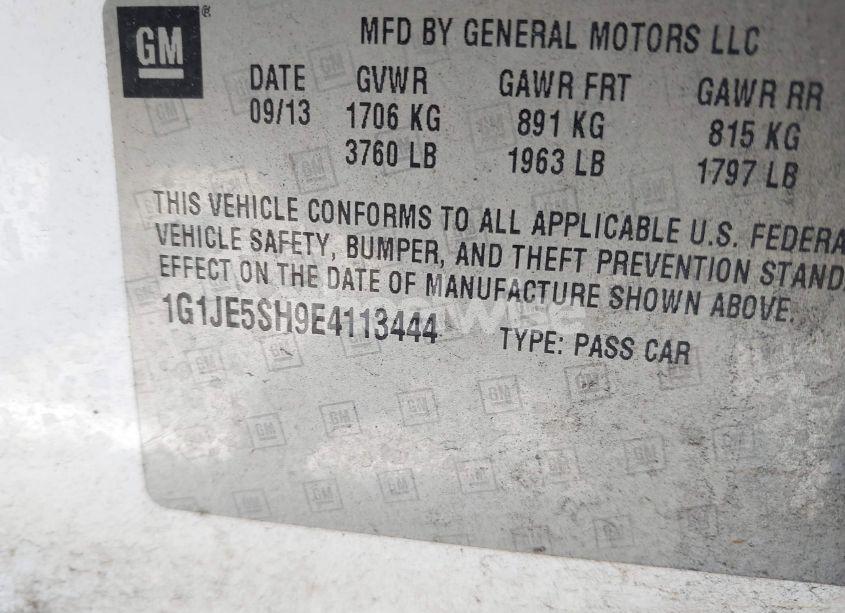 GM®
MFD BY GENERAL MOTORS LLC
DATE GVWR GAWR FRT GAWR RR
09/13 1706 KG 891 KG 815 KG
3760 LB 1963 LB 1797 LB
THIS VEHICLE CONFORMS TO ALL APPLICABLE U.S. FEDERA
VEHICLE SAFETY, BUMPER, AND THEFT PREVENTION STAND
EFFECT ON THE DATE OF MANUFACTURE SHOWN ABOVE.
1G1JE5SH9E4113444 TYPE: PASS CAR